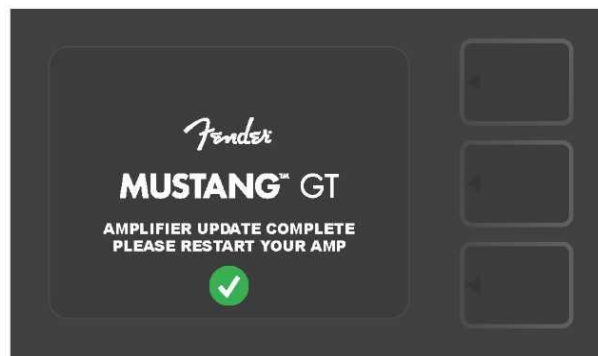 Fender
MUSTANG™ GT
AMPLIFIER UPDATE COMPLETE
PLEASE RESTART YOUR AMP